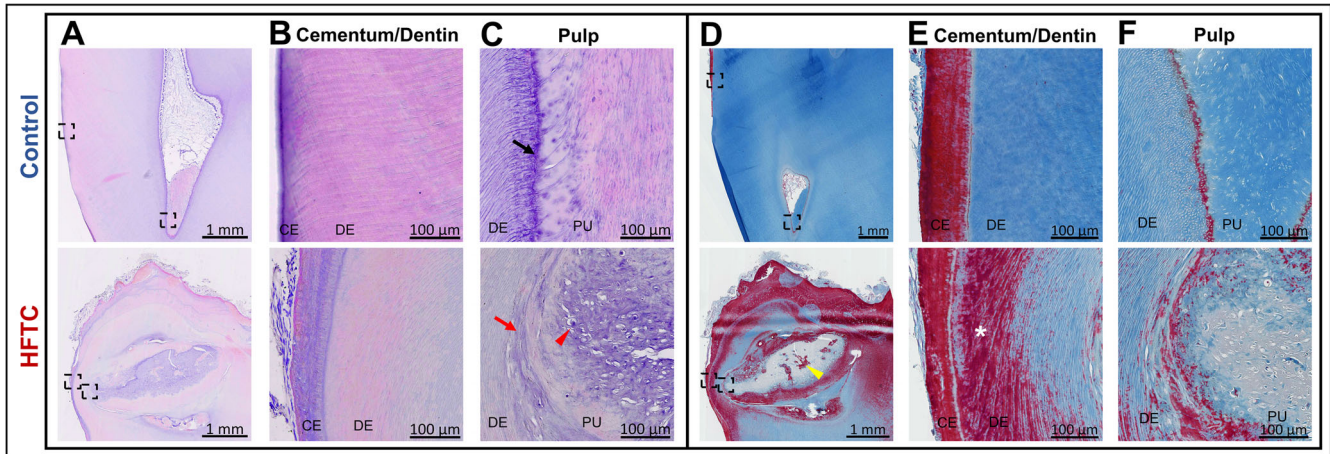 A
B
Cementum/Dentin
C
Pulp
D
E
Cementum/Dentin
F
Pulp
Control
1 mm
CE
DE
100 µm
DE
PU
100 µm
1 mm
CE
DE
100 µm
DE
PU
100 µm
HFTC
1 mm
CE
DE
100 µm
DE
PU
100 µm
1 mm
CE
*
DE
100 µm
DE
PU
100 µm